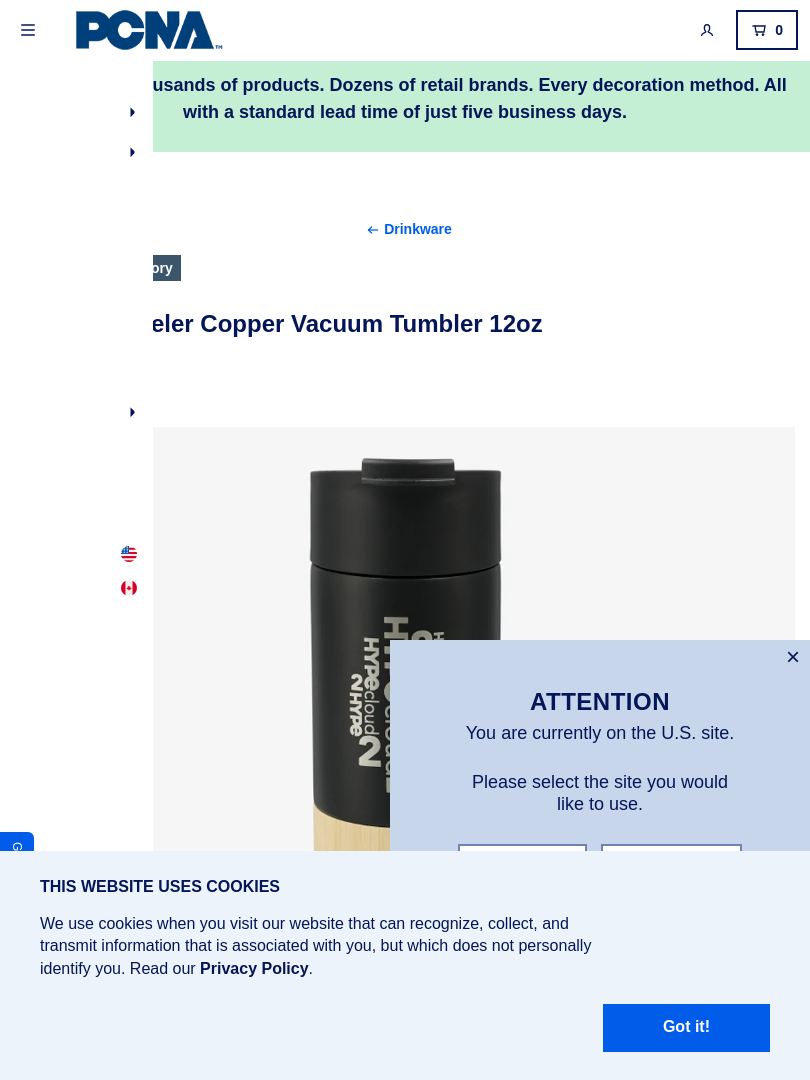 PCNA™
0
usands of products. Dozens of retail brands. Every decoration method. All
with a standard lead time of just five business days.
← Drinkware
ory
eler Copper Vacuum Tumbler 12oz
HYPE
cloud
2
2HYPE
×
ATTENTION
You are currently on the U.S. site.
Please select the site you would
like to use.
G
THIS WEBSITE USES COOKIES
We use cookies when you visit our website that can recognize, collect, and
transmit information that is associated with you, but which does not personally
identify you. Read our Privacy Policy.
Got it!